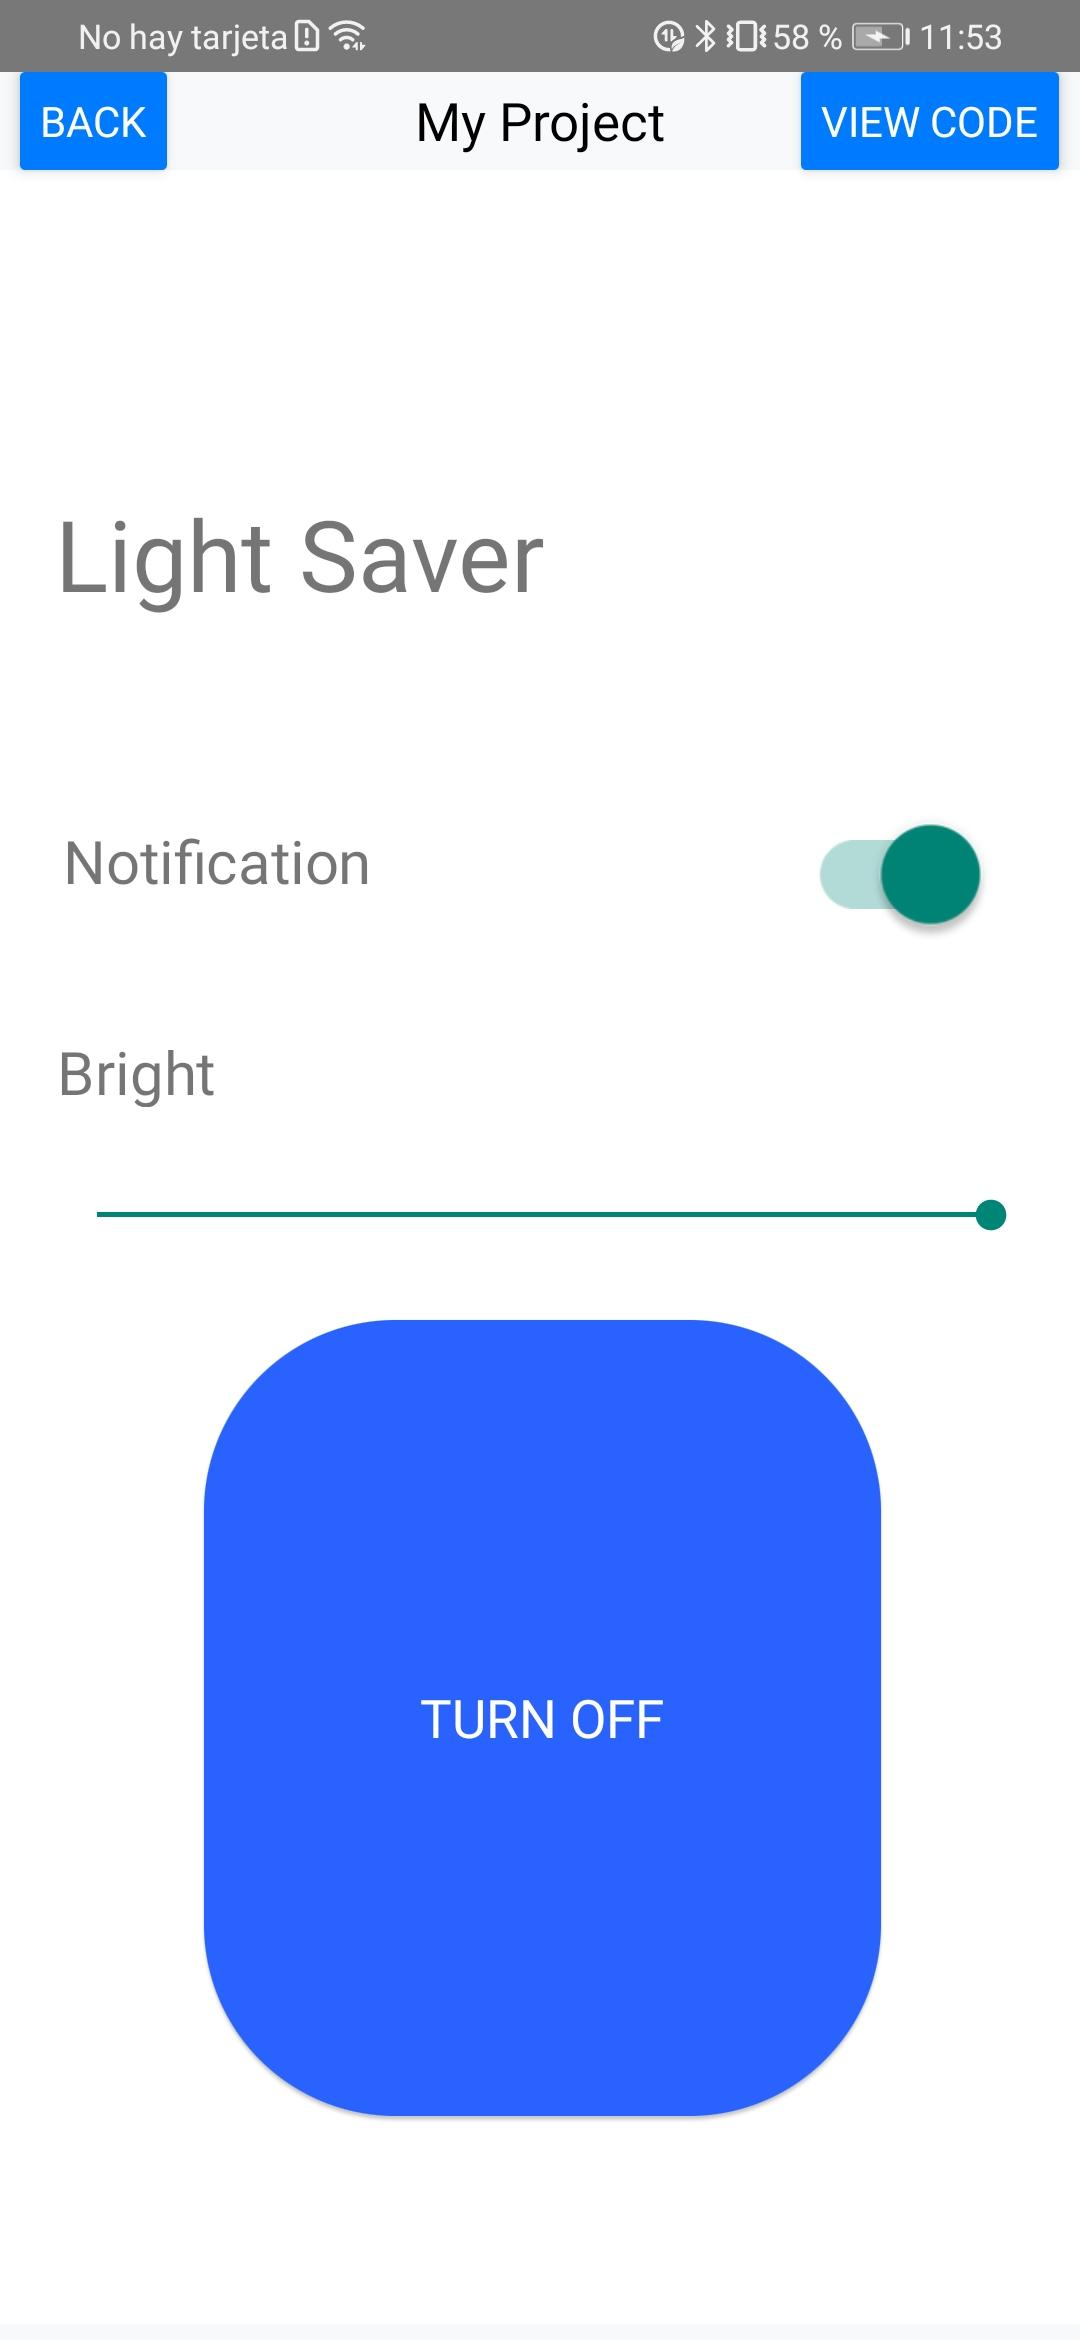 No hay tarjeta 58 % 11:53
BACK My Project VIEW CODE
Light Saver
Notification
Bright
TURN OFF